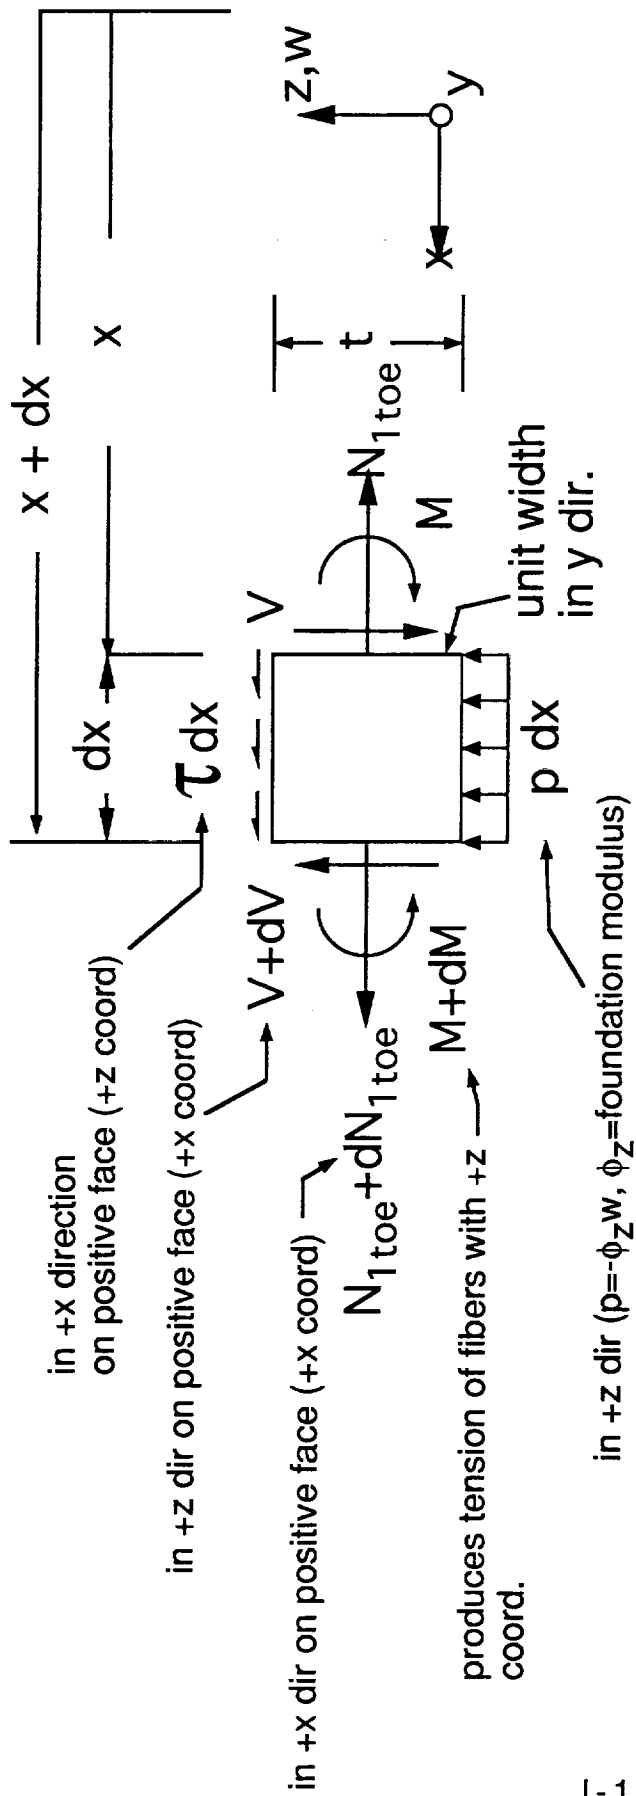 x + dx
x
dx
in +x direction
on positive face (+z coord)
τ dx
in +z dir on positive face (+x coord)
V+dV
V
in +x dir on positive face (+x coord)
N1toe+dN1toe
N1toe
M+dM
M
produces tension of fibers with +z
coord.
p dx
unit width
in y dir.
in +z dir (p=-ϕzw, ϕz=foundation modulus)
t
z,w
x
y